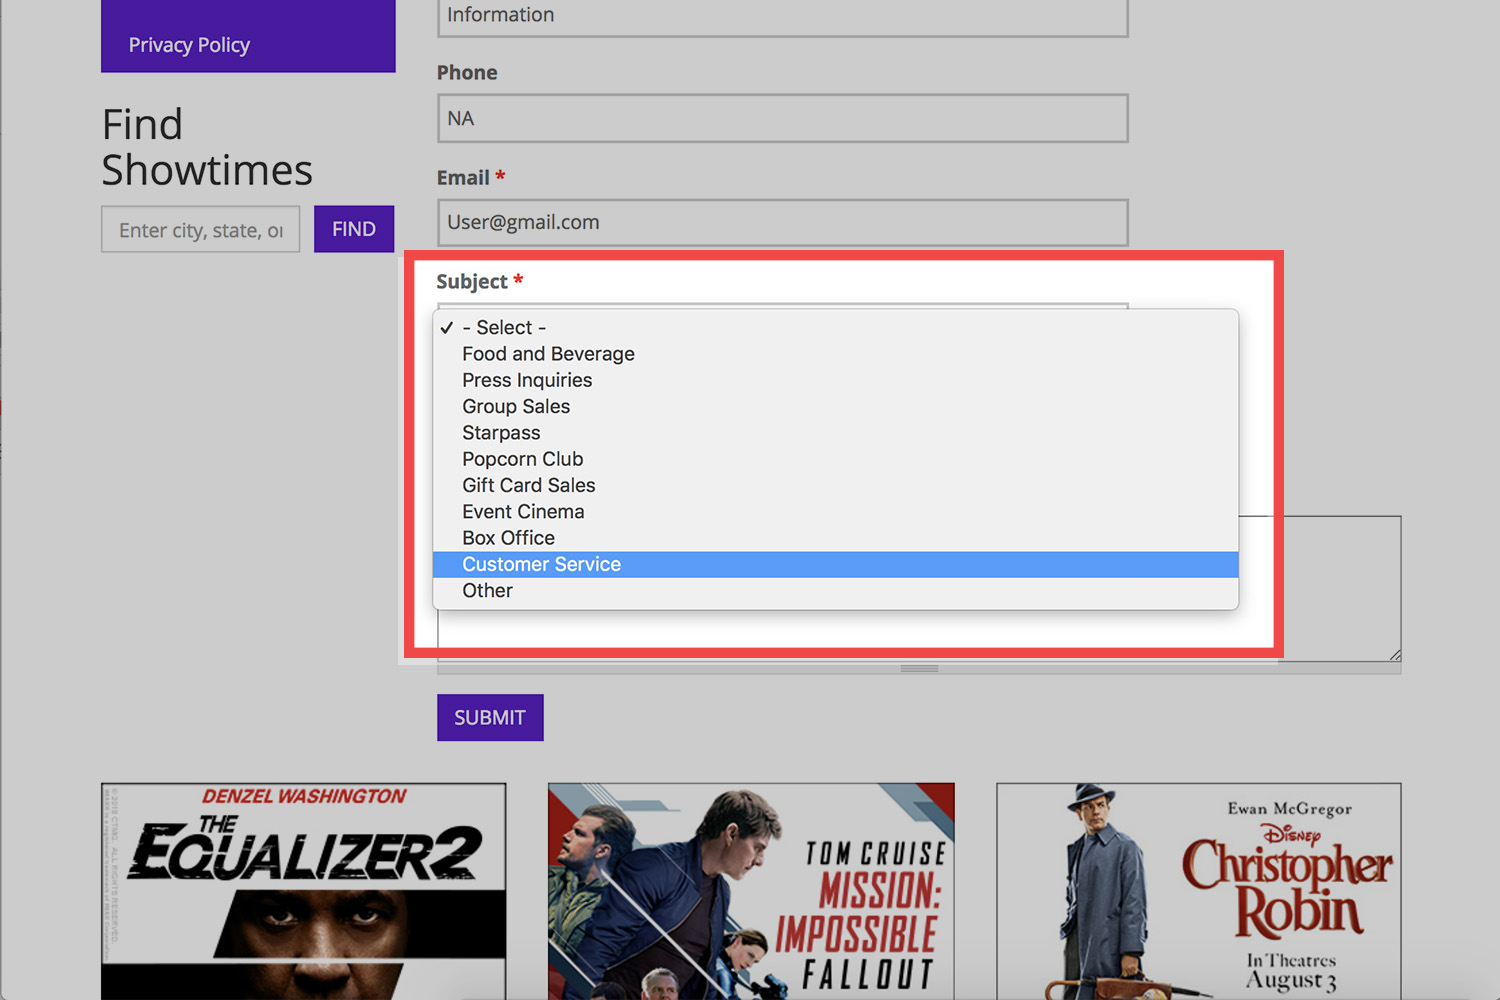 Privacy Policy
Find
Showtimes
Enter city, state, or
FIND
Information
Phone
NA
Email *
User@gmail.com
Subject *
✓ - Select -
Food and Beverage
Press Inquiries
Group Sales
Starpass
Popcorn Club
Gift Card Sales
Event Cinema
Box Office
Customer Service
Other
SUBMIT
DENZEL WASHINGTON
THE
EQUALIZER 2
TOM CRUISE
MISSION:
IMPOSSIBLE
FALLOUT
Ewan McGregor
Disney
Christopher
Robin
In Theatres
August 3